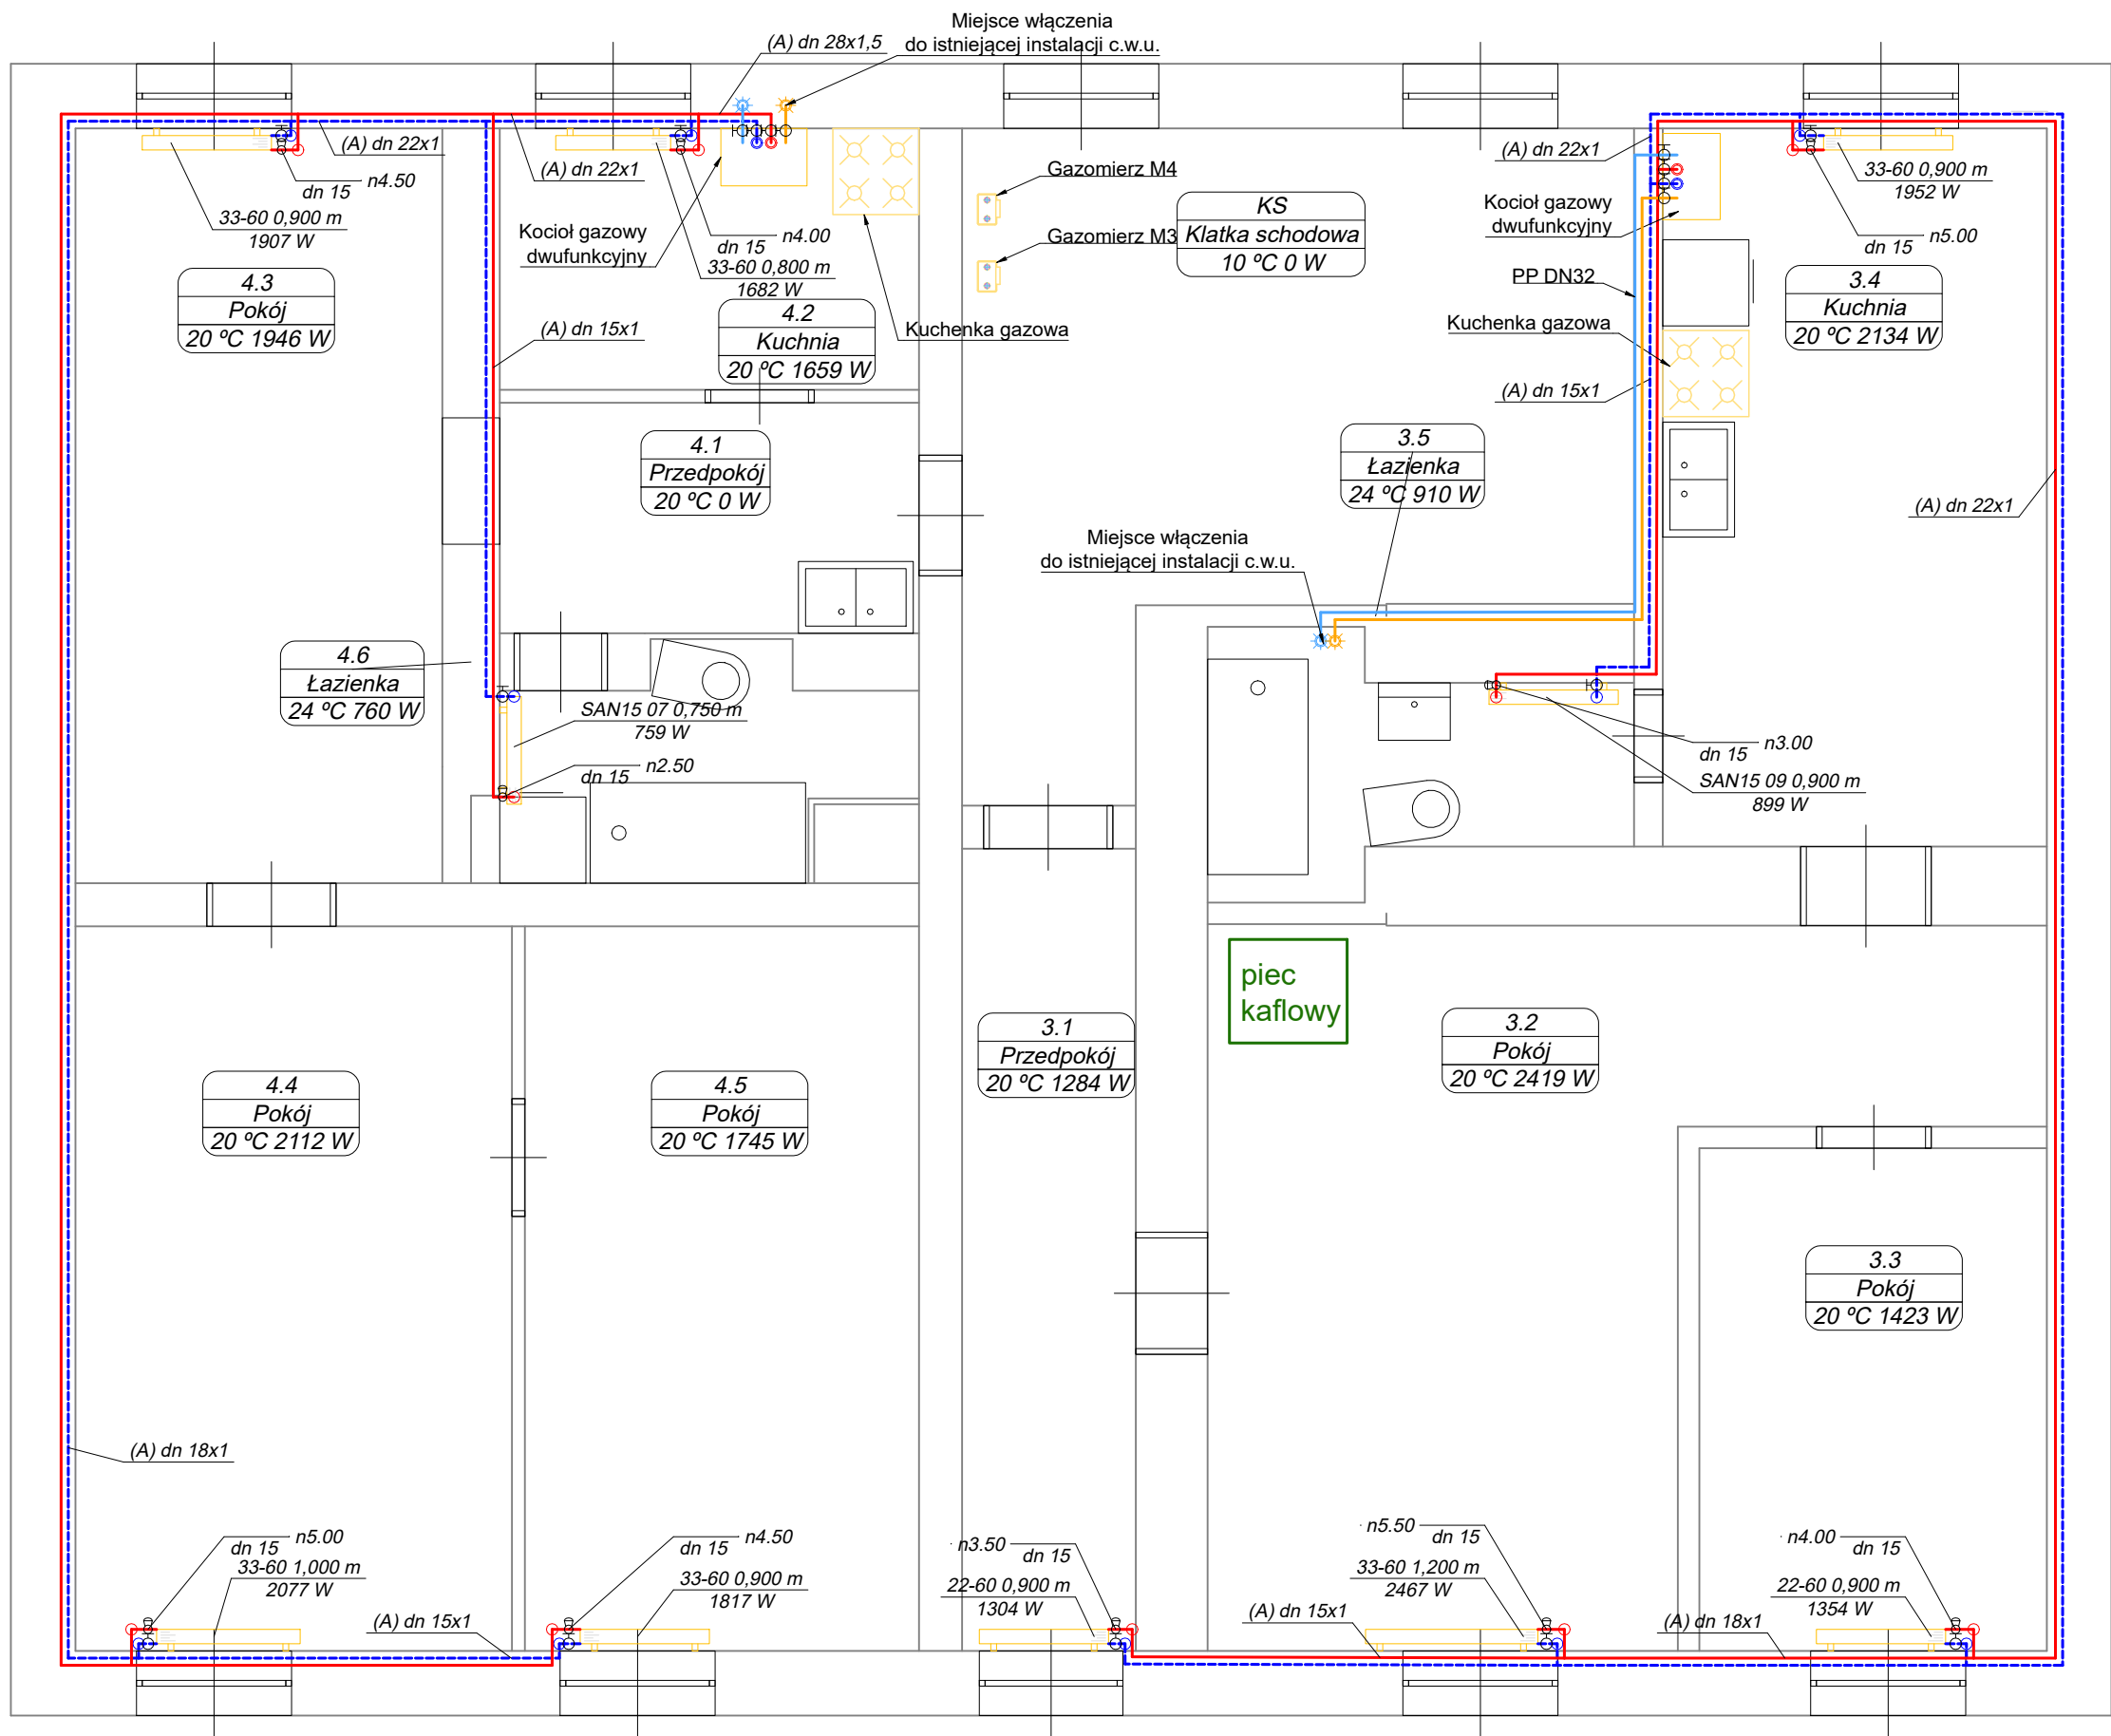 Miejsce włączenia
do istniejącej instalacji c.w.u.
(A) dn 28x1,5
(A) dn 22x1
(A) dn 22x1
n4.50
dn 15
33-60 0,900 m
1907 W
4.3
Pokój
20 ºC 1946 W
Kocioł gazowy
dwufunkcyjny
n4.00
dn 15
33-60 0,800 m
1682 W
4.2
Kuchnia
20 ºC 1659 W
(A) dn 15x1
Kuchenka gazowa
Gazomierz M4
Gazomierz M3
KS
Klatka schodowa
10 ºC 0 W
(A) dn 22x1
Kocioł gazowy
dwufunkcyjny
PP DN32
Kuchenka gazowa
(A) dn 15x1
33-60 0,900 m
1952 W
n5.00
dn 15
3.4
Kuchnia
20 ºC 2134 W
4.1
Przedpokój
20 ºC 0 W
3.5
Łazienka
24 ºC 910 W
(A) dn 22x1
Miejsce włączenia
do istniejącej instalacji c.w.u.
4.6
Łazienka
24 ºC 760 W
SAN15 07 0,750 m
759 W
n2.50
dn 15
n3.00
dn 15
SAN15 09 0,900 m
899 W
piec
kaflowy
3.1
Przedpokój
20 ºC 1284 W
3.2
Pokój
20 ºC 2419 W
4.4
Pokój
20 ºC 2112 W
4.5
Pokój
20 ºC 1745 W
3.3
Pokój
20 ºC 1423 W
(A) dn 18x1
n5.00
dn 15
33-60 1,000 m
2077 W
(A) dn 15x1
n4.50
dn 15
33-60 0,900 m
1817 W
n3.50
dn 15
22-60 0,900 m
1304 W
(A) dn 15x1
n5.50
dn 15
33-60 1,200 m
2467 W
(A) dn 18x1
n4.00
dn 15
22-60 0,900 m
1354 W